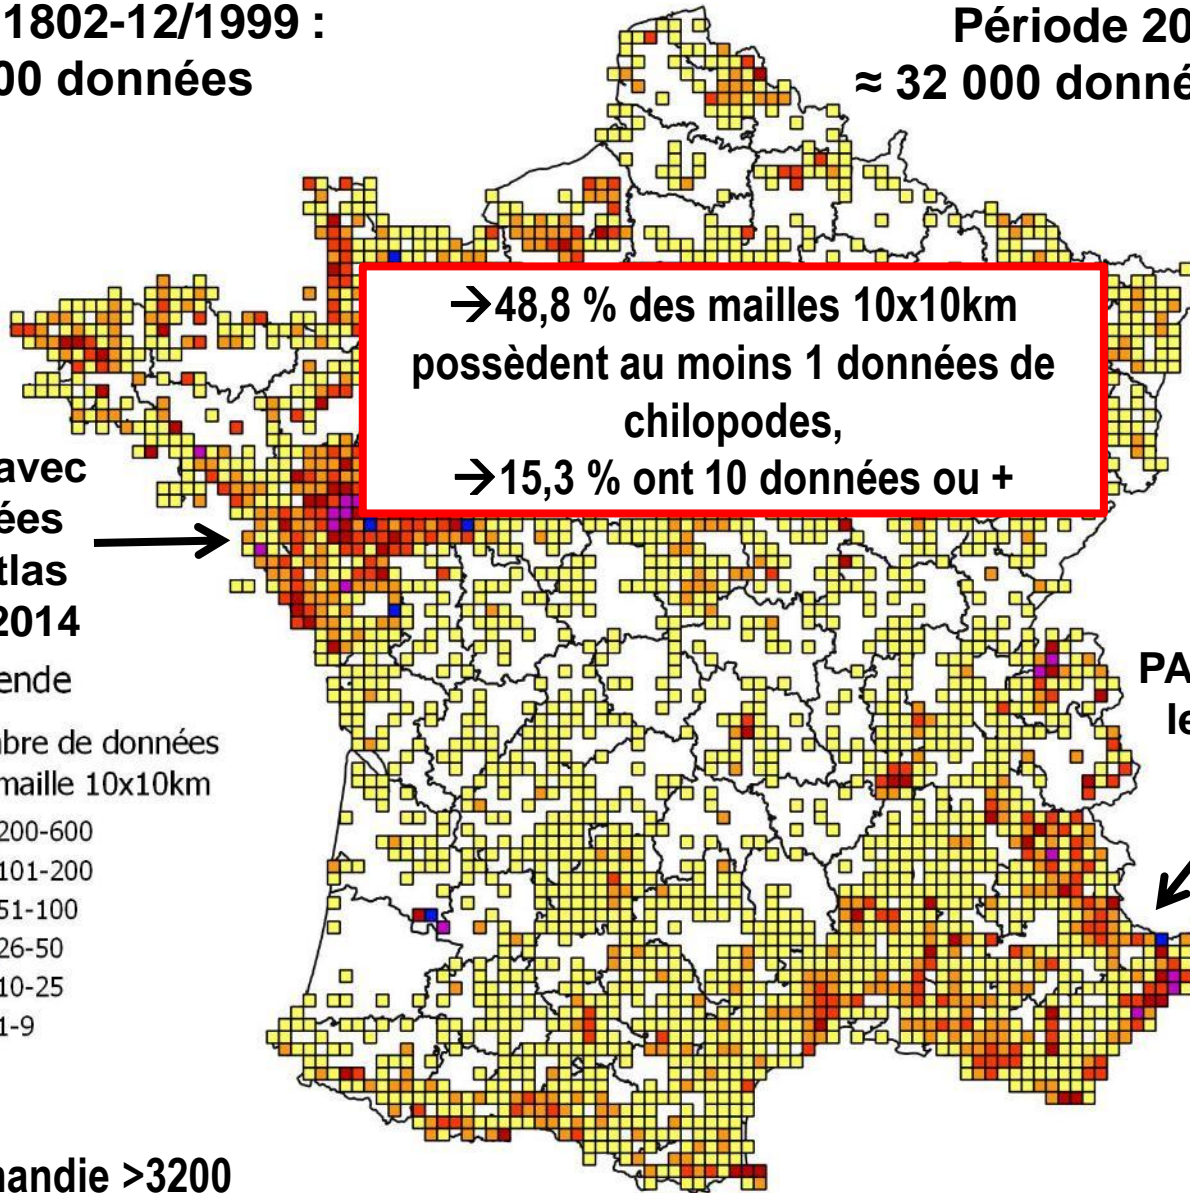 1802-12/1999 :
00 données
Période 20
≈ 32 000 donné
→48,8 % des mailles 10x10km
possèdent au moins 1 données de
chilopodes,
→15,3 % ont 10 données ou +
avec
ées
tlas
2014
ende
bre de données
maille 10x10km
200-600
101-200
51-100
26-50
10-25
1-9
PA
le
andie >3200